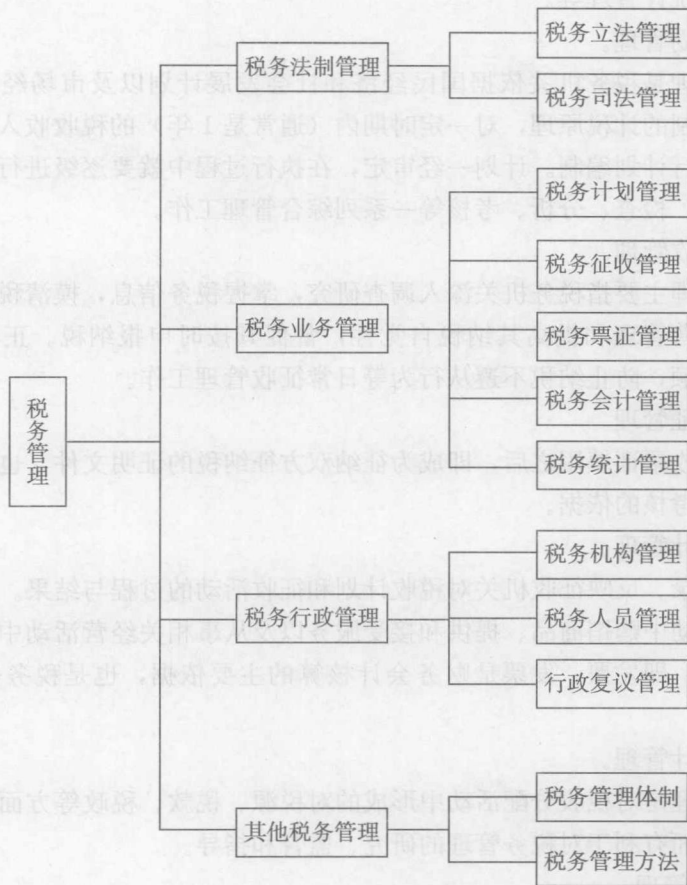 税务管理
税务法制管理
税务立法管理
税务司法管理
税务业务管理
税务计划管理
税务征收管理
税务票证管理
税务会计管理
税务统计管理
税务行政管理
税务机构管理
税务人员管理
行政复议管理
其他税务管理
税务管理体制
税务管理方法